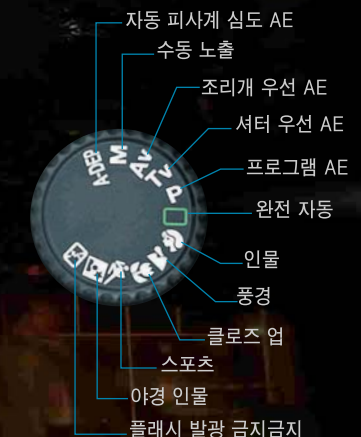 자동 피사계 심도 AE
수동 노출
조리개 우선 AE
셔터 우선 AE
프로그램 AE
완전 자동
인물
풍경
클로즈 업
스포츠
야경 인물
플래시 발광 금지금지
A-DEP
M
Av
Tv
P